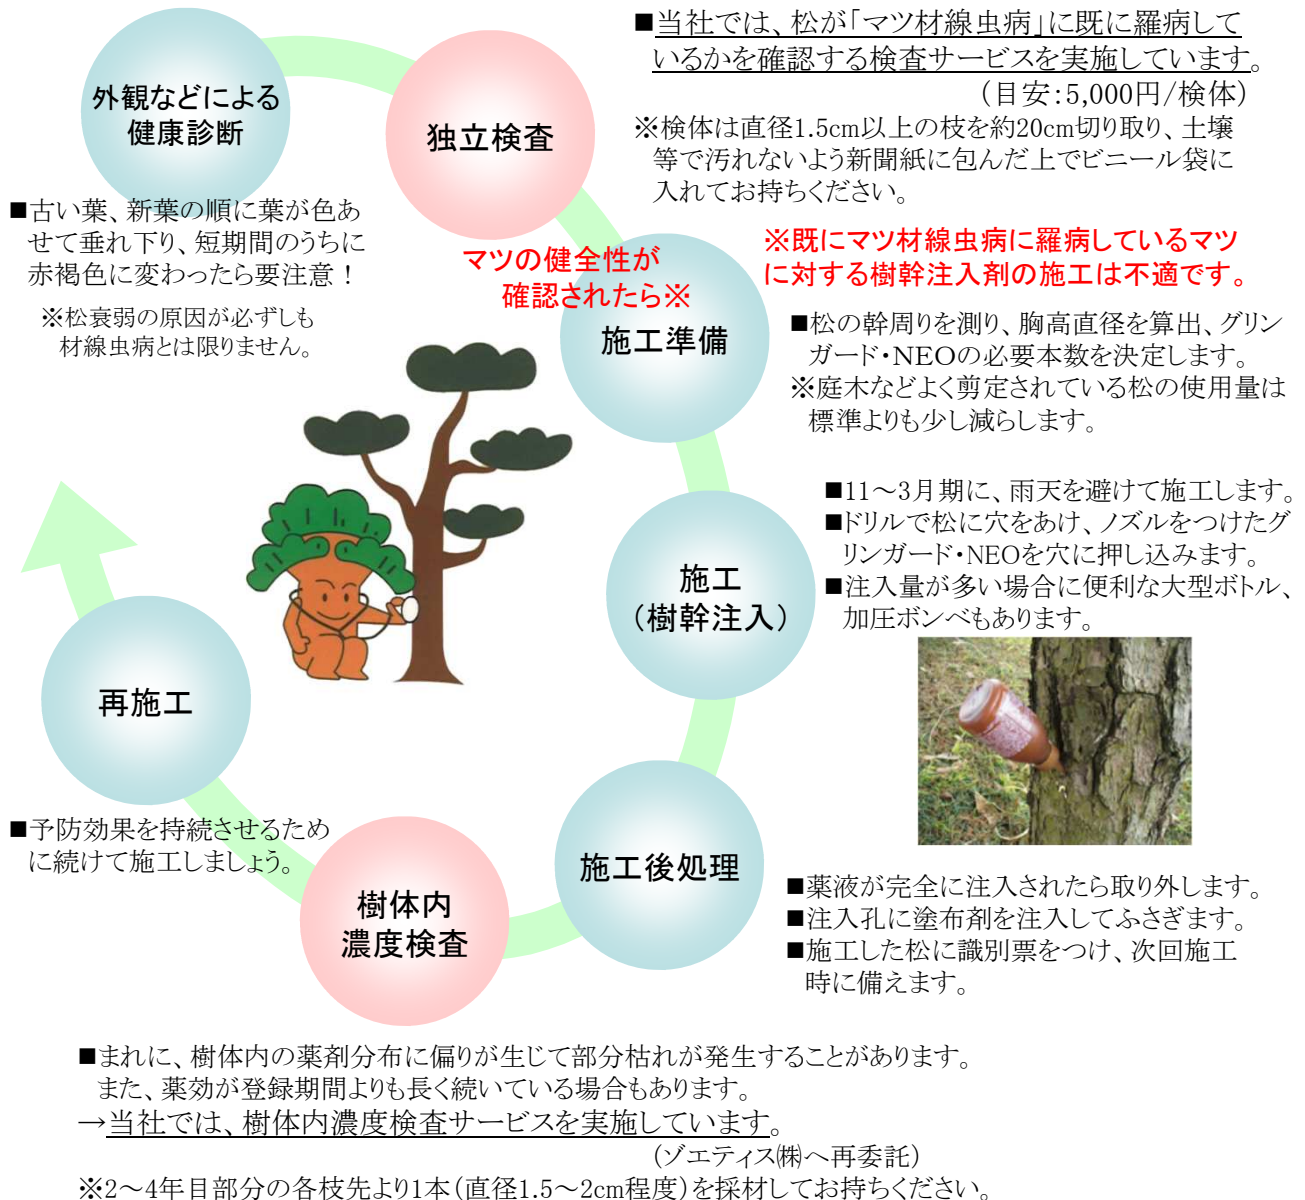 外観などによる
健康診断
■古い葉、新葉の順に葉が色あ
せて垂れ下り、短期間のうちに
赤褐色に変わったら要注意！
※松衰弱の原因が必ずしも
材線虫病とは限りません。
独立検査
■当社では、松が「マツ材線虫病」に既に羅病して
いるかを確認する検査サービスを実施しています。
（目安：5,000円/検体）
※検体は直径1.5cm以上の枝を約20cm切り取り、土壌
等で汚れないよう新聞紙に包んだ上でビニール袋に
入れてお持ちください。
マツの健全性が
確認されたら※
※既にマツ材線虫病に羅病しているマツ
に対する樹幹注入剤の施工は不適です。
施工準備
■松の幹周りを測り、胸高直径を算出、グリン
ガード・NEOの必要本数を決定します。
※庭木などよく剪定されている松の使用量は
標準よりも少し減らします。
施工
（樹幹注入）
■11～3月期に、雨天を避けて施工します。
■ドリルで松に穴をあけ、ノズルをつけたグ
リンガード・NEOを穴に押し込みます。
■注入量が多い場合に便利な大型ボトル、
加圧ボンベもあります。
施工後処理
■薬液が完全に注入されたら取り外します。
■注入孔に塗布剤を注入してふさぎます。
■施工した松に識別票をつけ、次回施工
時に備えます。
樹体内
濃度検査
■まれに、樹体内の薬剤分布に偏りが生じて部分枯れが発生することがあります。
また、薬効が登録期間よりも長く続いている場合もあります。
→当社では、樹体内濃度検査サービスを実施しています。
（ゾエティス㈱へ再委託）
※2～4年目部分の各枝先より1本（直径1.5～2cm程度）を採材してお持ちください。
再施工
■予防効果を持続させるため
に続けて施工しましょう。